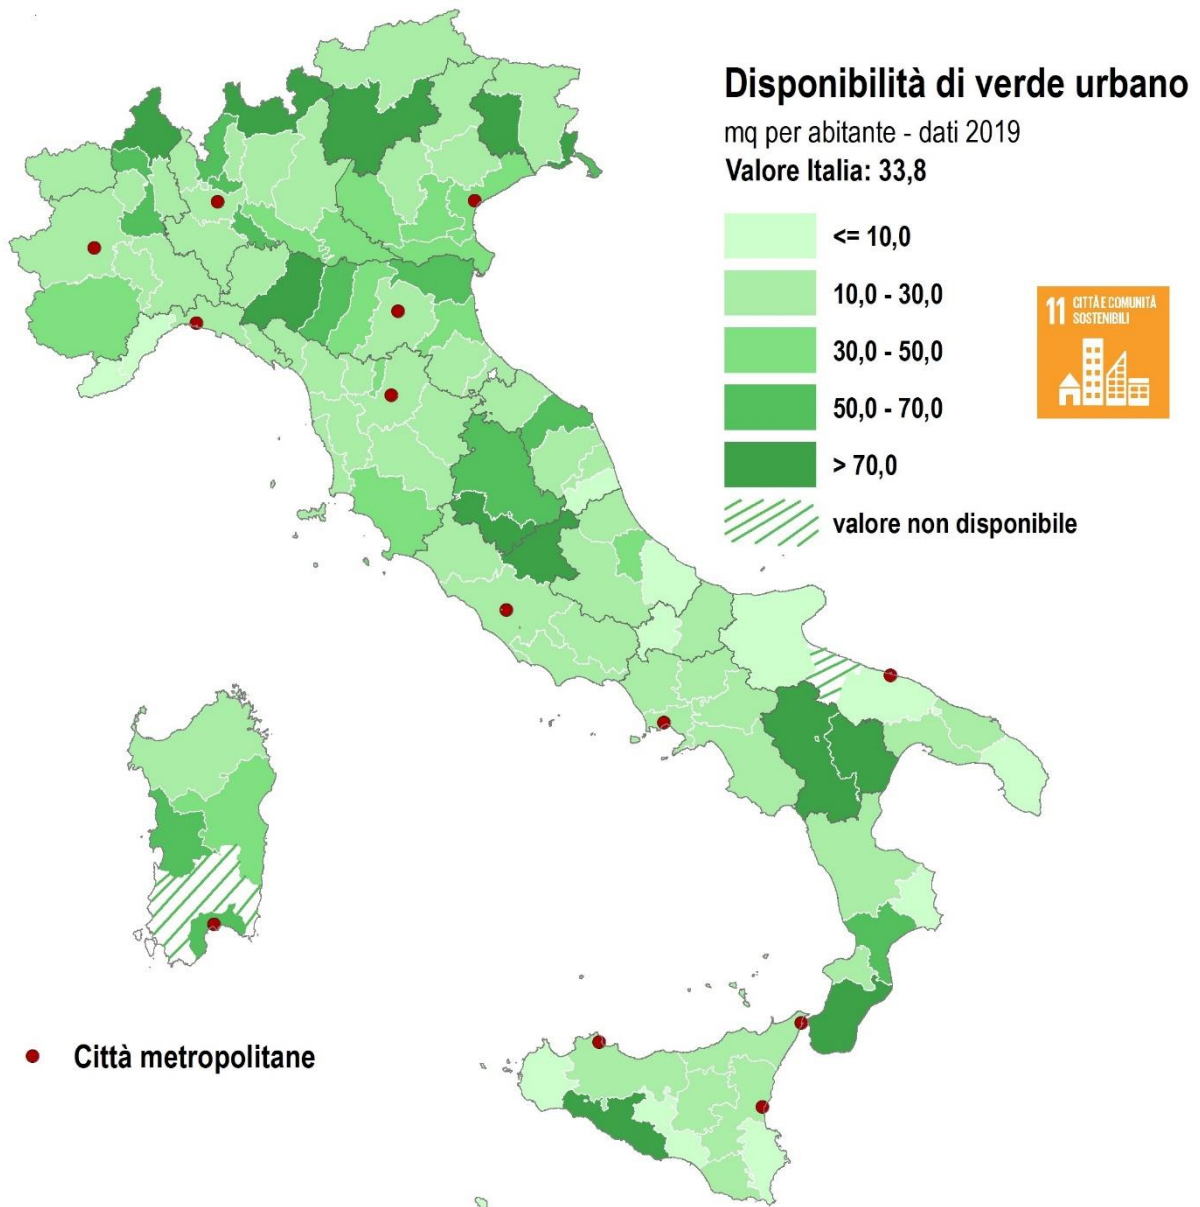 Disponibilità di verde urbano
mq per abitante - dati 2019
Valore Italia: 33,8
<= 10,0
10,0 - 30,0
30,0 - 50,0
50,0 - 70,0
> 70,0
valore non disponibile
11 CITTÀ E COMUNITÀ
SOSTENIBILI
Città metropolitane